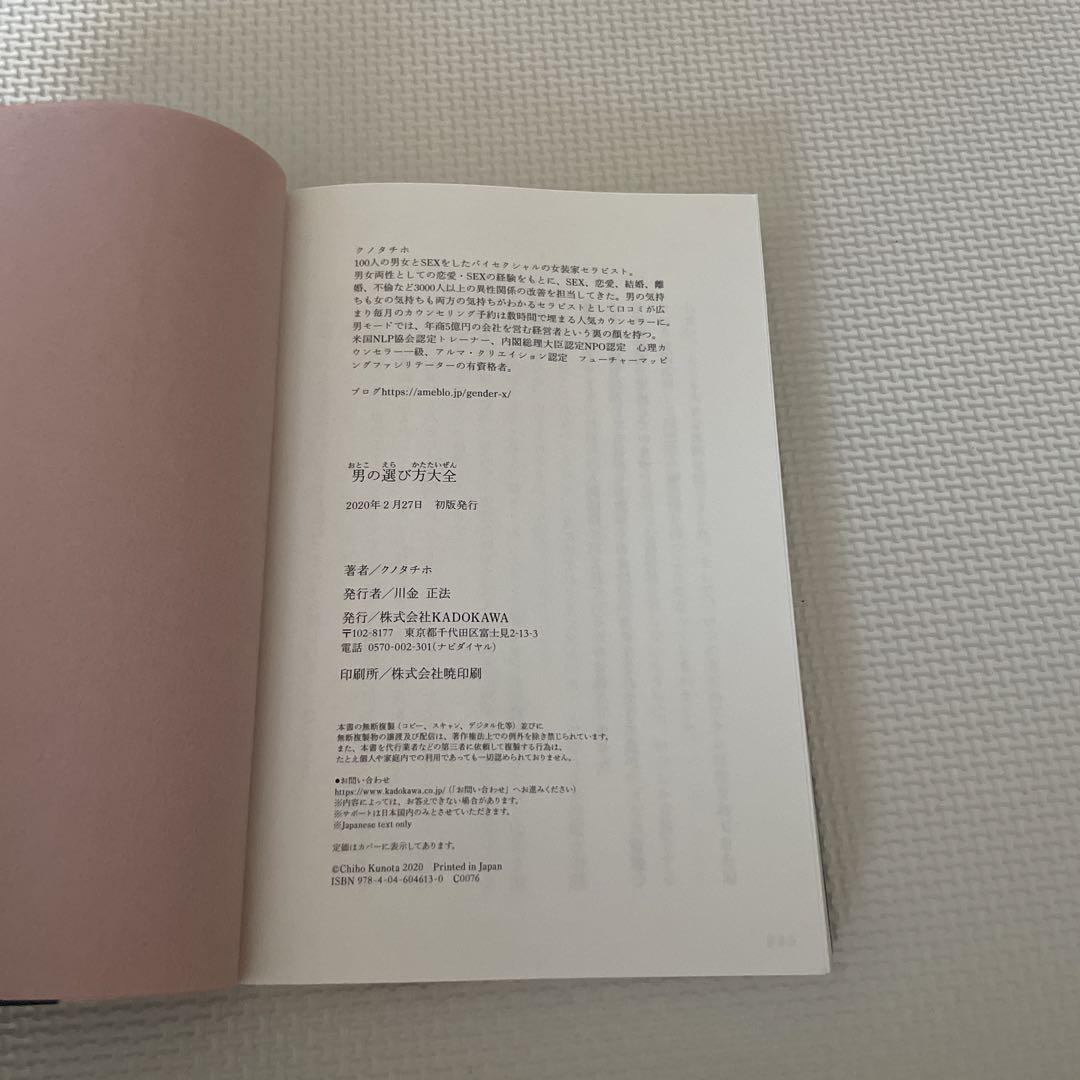 クノタチホ
100人の男女とSEXをしたバイセクシャルの女装家セラピスト。
男女両性としての恋愛・SEXの経験をもとに、SEX、恋愛、結婚、離
婚、不倫など3000人以上の異性関係の改善を担当してきた。男の気持
ちも女の気持ちも両方の気持ちがわかるセラピストとして口コミが広
まり毎月のカウンセリング予約は数時間で埋まる人気カウンセラーに。
男モードでは、年商5億円の会社を営む経営者という裏の顔を持つ。
米国NLP協会認定トレーナー、内閣総理大臣認定NPO認定　心理カ
ウンセラー一級、アルマ・クリエイション認定　フューチャーマッピ
ングファシリテーターの有資格者。
ブログhttps://ameblo.jp/gender-x/
おとこ　えら　かたたいぜん
男の選び方大全
2020年2月27日　初版発行
著者／クノタチホ
発行者／川金 正法
発行／株式会社KADOKAWA
〒102-8177　東京都千代田区富士見2-13-3
電話 0570-002-301(ナビダイヤル)
印刷所／株式会社暁印刷
本書の無断複製（コピー、スキャン、デジタル化等）並びに
無断複製物の譲渡及び配信は、著作権法上での例外を除き禁じられています。
また、本書を代行業者などの第三者に依頼して複製する行為は、
たとえ個人や家庭内での利用であっても一切認められておりません。
●お問い合わせ
https://www.kadokawa.co.jp/（「お問い合わせ」へお進みください）
※内容によっては、お答えできない場合があります。
※サポートは日本国内のみとさせていただきます。
※Japanese text only
定価はカバーに表示してあります。
©Chiho Kunota 2020　Printed in Japan
ISBN 978-4-04-604613-0　C0076